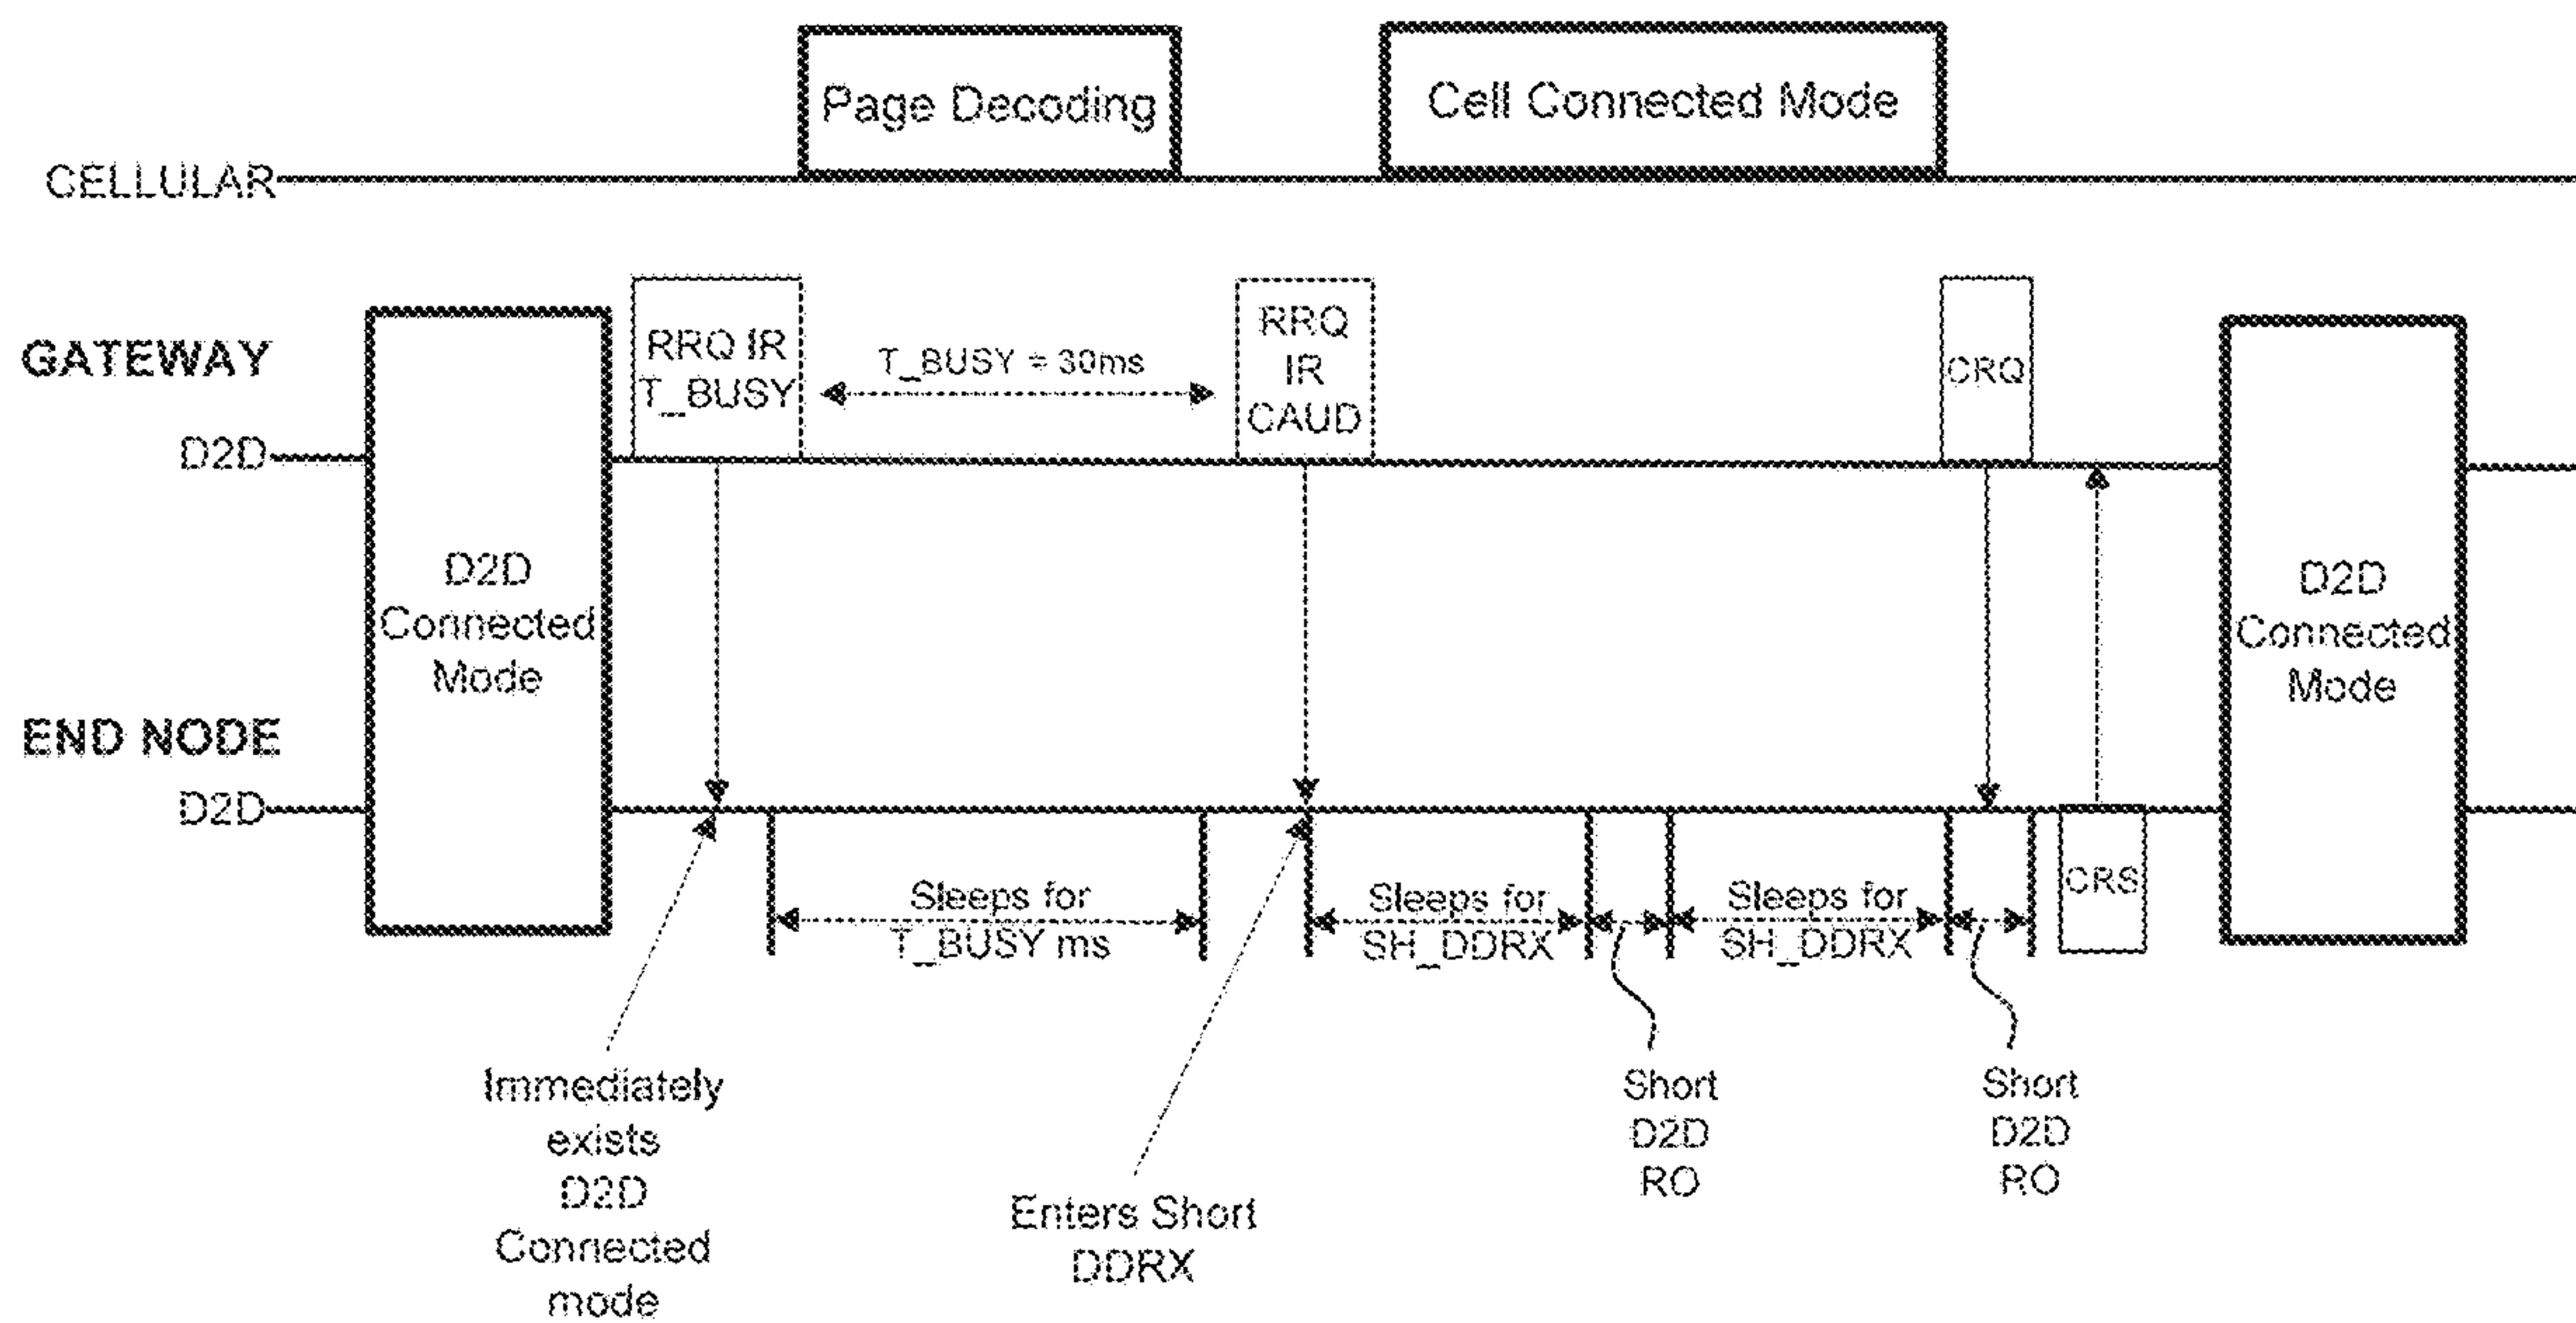 Page Decoding
Cell Connected Mode
CELLULAR
GATEWAY
D2D
RRQ IR
T_BUSY
T_BUSY = 30ms
RRQ
IR
CAUD
CRQ
D2D
Connected
Mode
D2D
Connected
Mode
END NODE
D2D
Sleeps for
T_BUSY ms
Sleeps for
SH_DDRX
Sleeps for
SH_DDRX
CRS
Immediately
exists
D2D
Connected
mode
Enters Short
DDRX
Short
D2D
RO
Short
D2D
RO